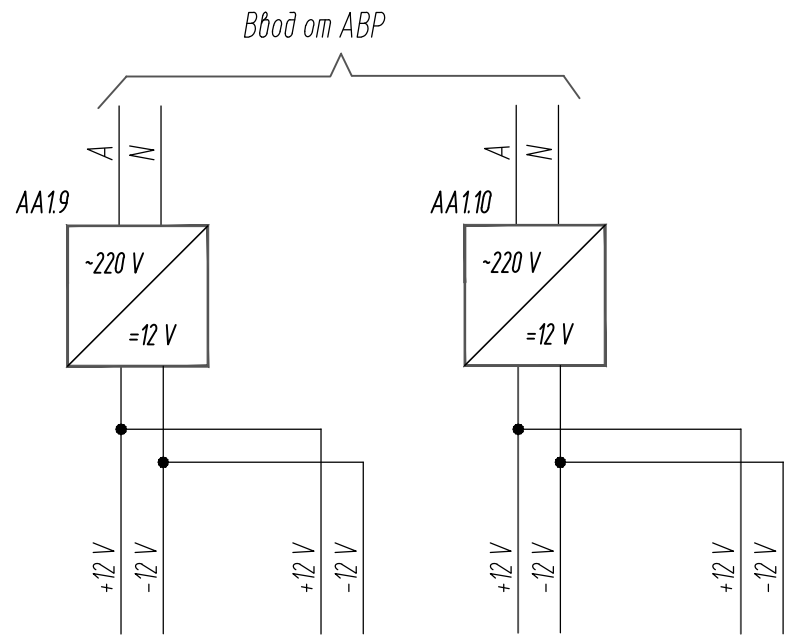 Ввод от АВР
A N A N
AA1.9 AA1.10
~220 V ~220 V
=12 V =12 V
+12 V -12 V +12 V -12 V +12 V -12 V +12 V -12 V